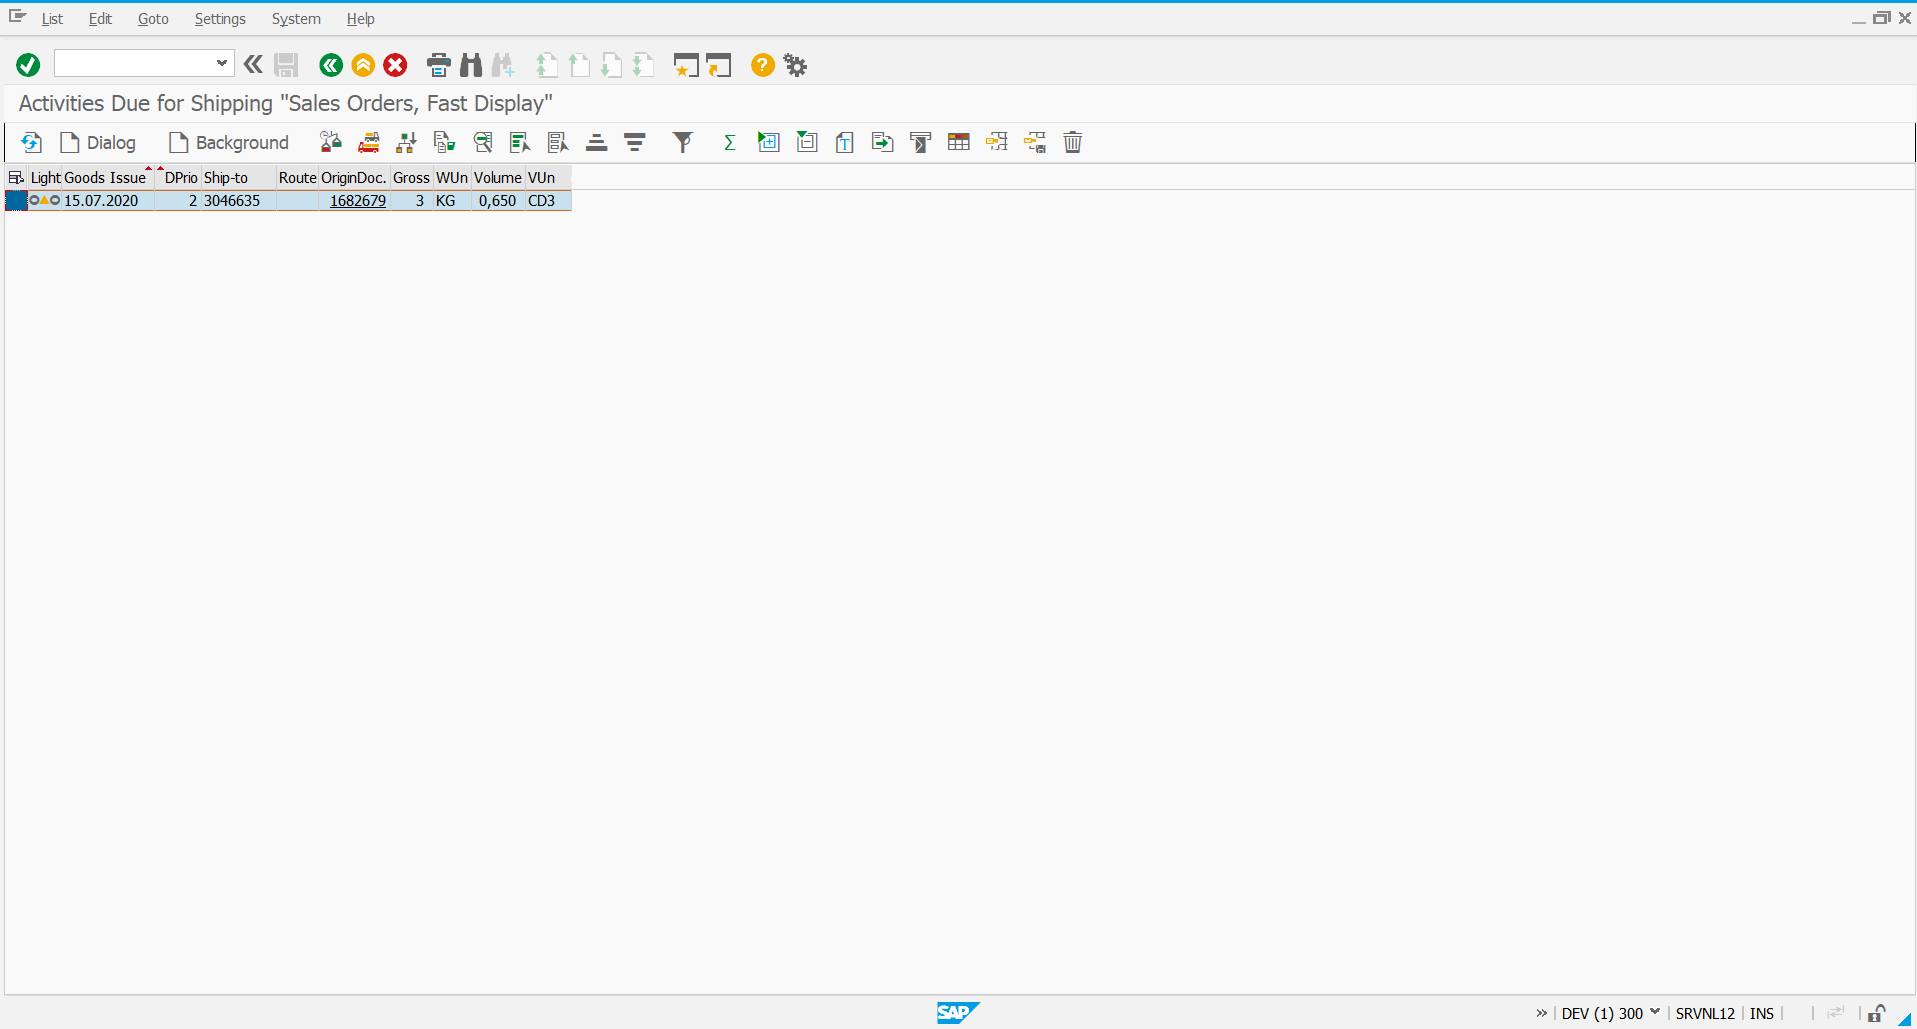 List Edit Goto Settings System Help
Activities Due for Shipping "Sales Orders, Fast Display"
Dialog Background
Light Goods Issue DPrio Ship-to Route OriginDoc. Gross WUn Volume VUn
15.07.2020 2 3046635 1682679 3 KG 0,650 CD3
SAP » DEV (1) 300 SRVNL12 INS